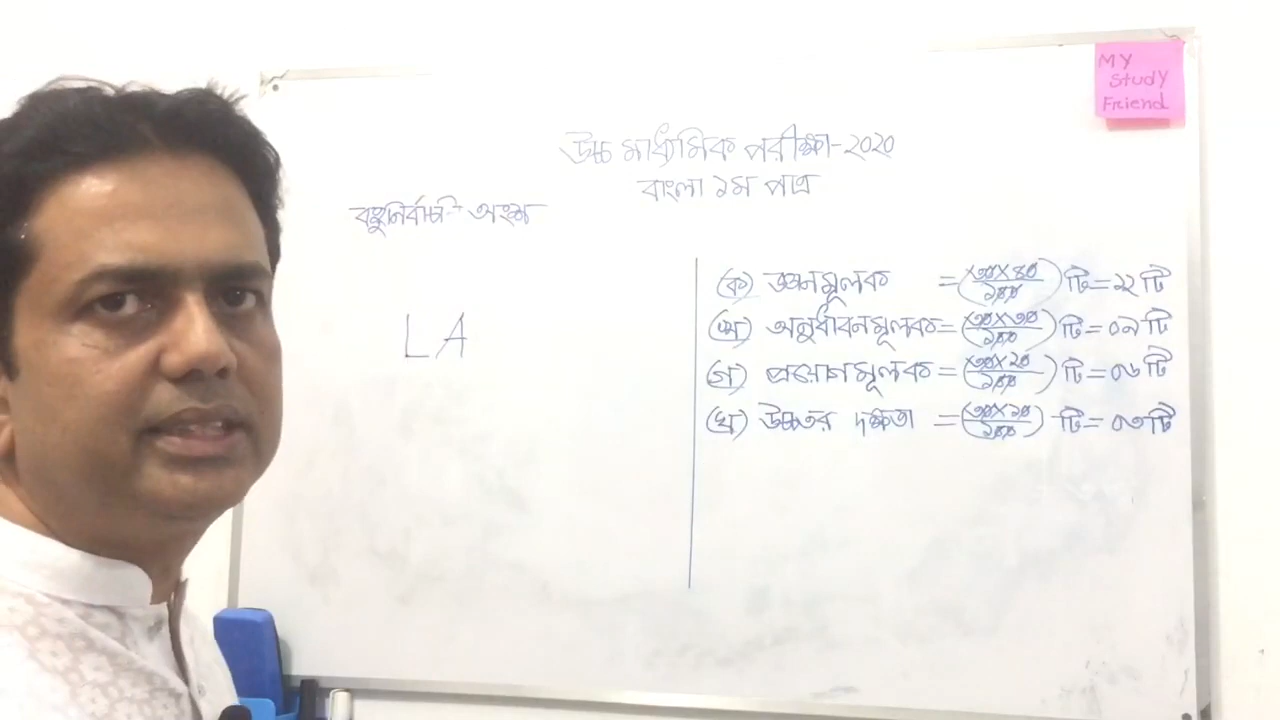 MY
Study
Friend
উচ্চ মাধ্যমিক পরীক্ষা-২০২০
বাংলা ১ম পত্র
বহুনির্বাচনি অংশ
LA
(ক) জ্ঞানমূলক = (৩০×৪০/১০০) টি = ১২ টি
(খ) অনুধাবনমূলক = (৩০×৩০/১০০) টি = ০৯ টি
(গ) প্রয়োগমূলক = (৩০×২০/১০০) টি = ০৬ টি
(ঘ) উচ্চতর দক্ষতা = (৩০×১০/১০০) টি = ০৩ টি